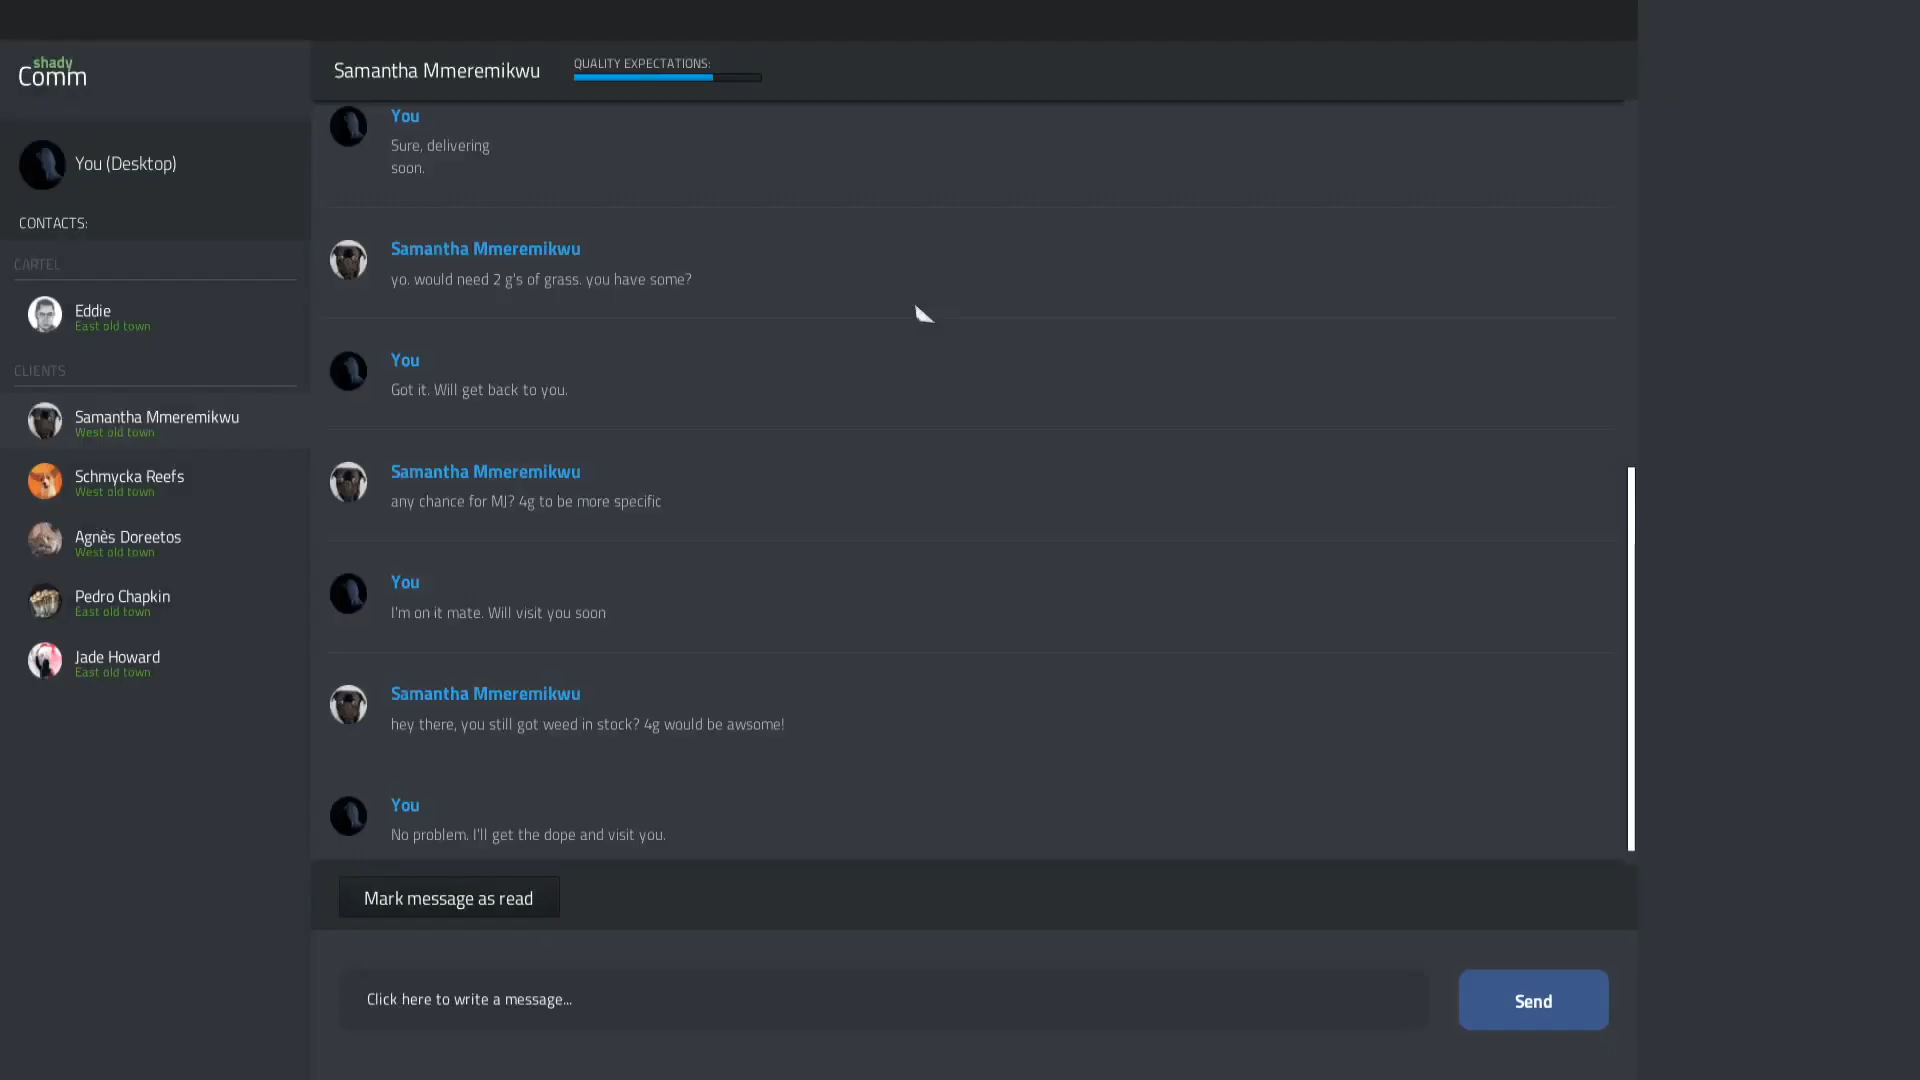 shady
Comm
You (Desktop)
CONTACTS:
CARTEL
Eddie
East old town
CLIENTS
Samantha Mmeremikwu
West old town
Schmycka Reefs
West old town
Agnès Doreetos
West old town
Pedro Chapkin
East old town
Jade Howard
East old town
Samantha Mmeremikwu
QUALITY EXPECTATIONS:
You
Sure, delivering
soon.
Samantha Mmeremikwu
yo. would need 2 g's of grass. you have some?
You
Got it. Will get back to you.
Samantha Mmeremikwu
any chance for MJ? 4g to be more specific
You
I'm on it mate. Will visit you soon
Samantha Mmeremikwu
hey there, you still got weed in stock? 4g would be awsome!
You
No problem. I'll get the dope and visit you.
Mark message as read
Click here to write a message...
Send